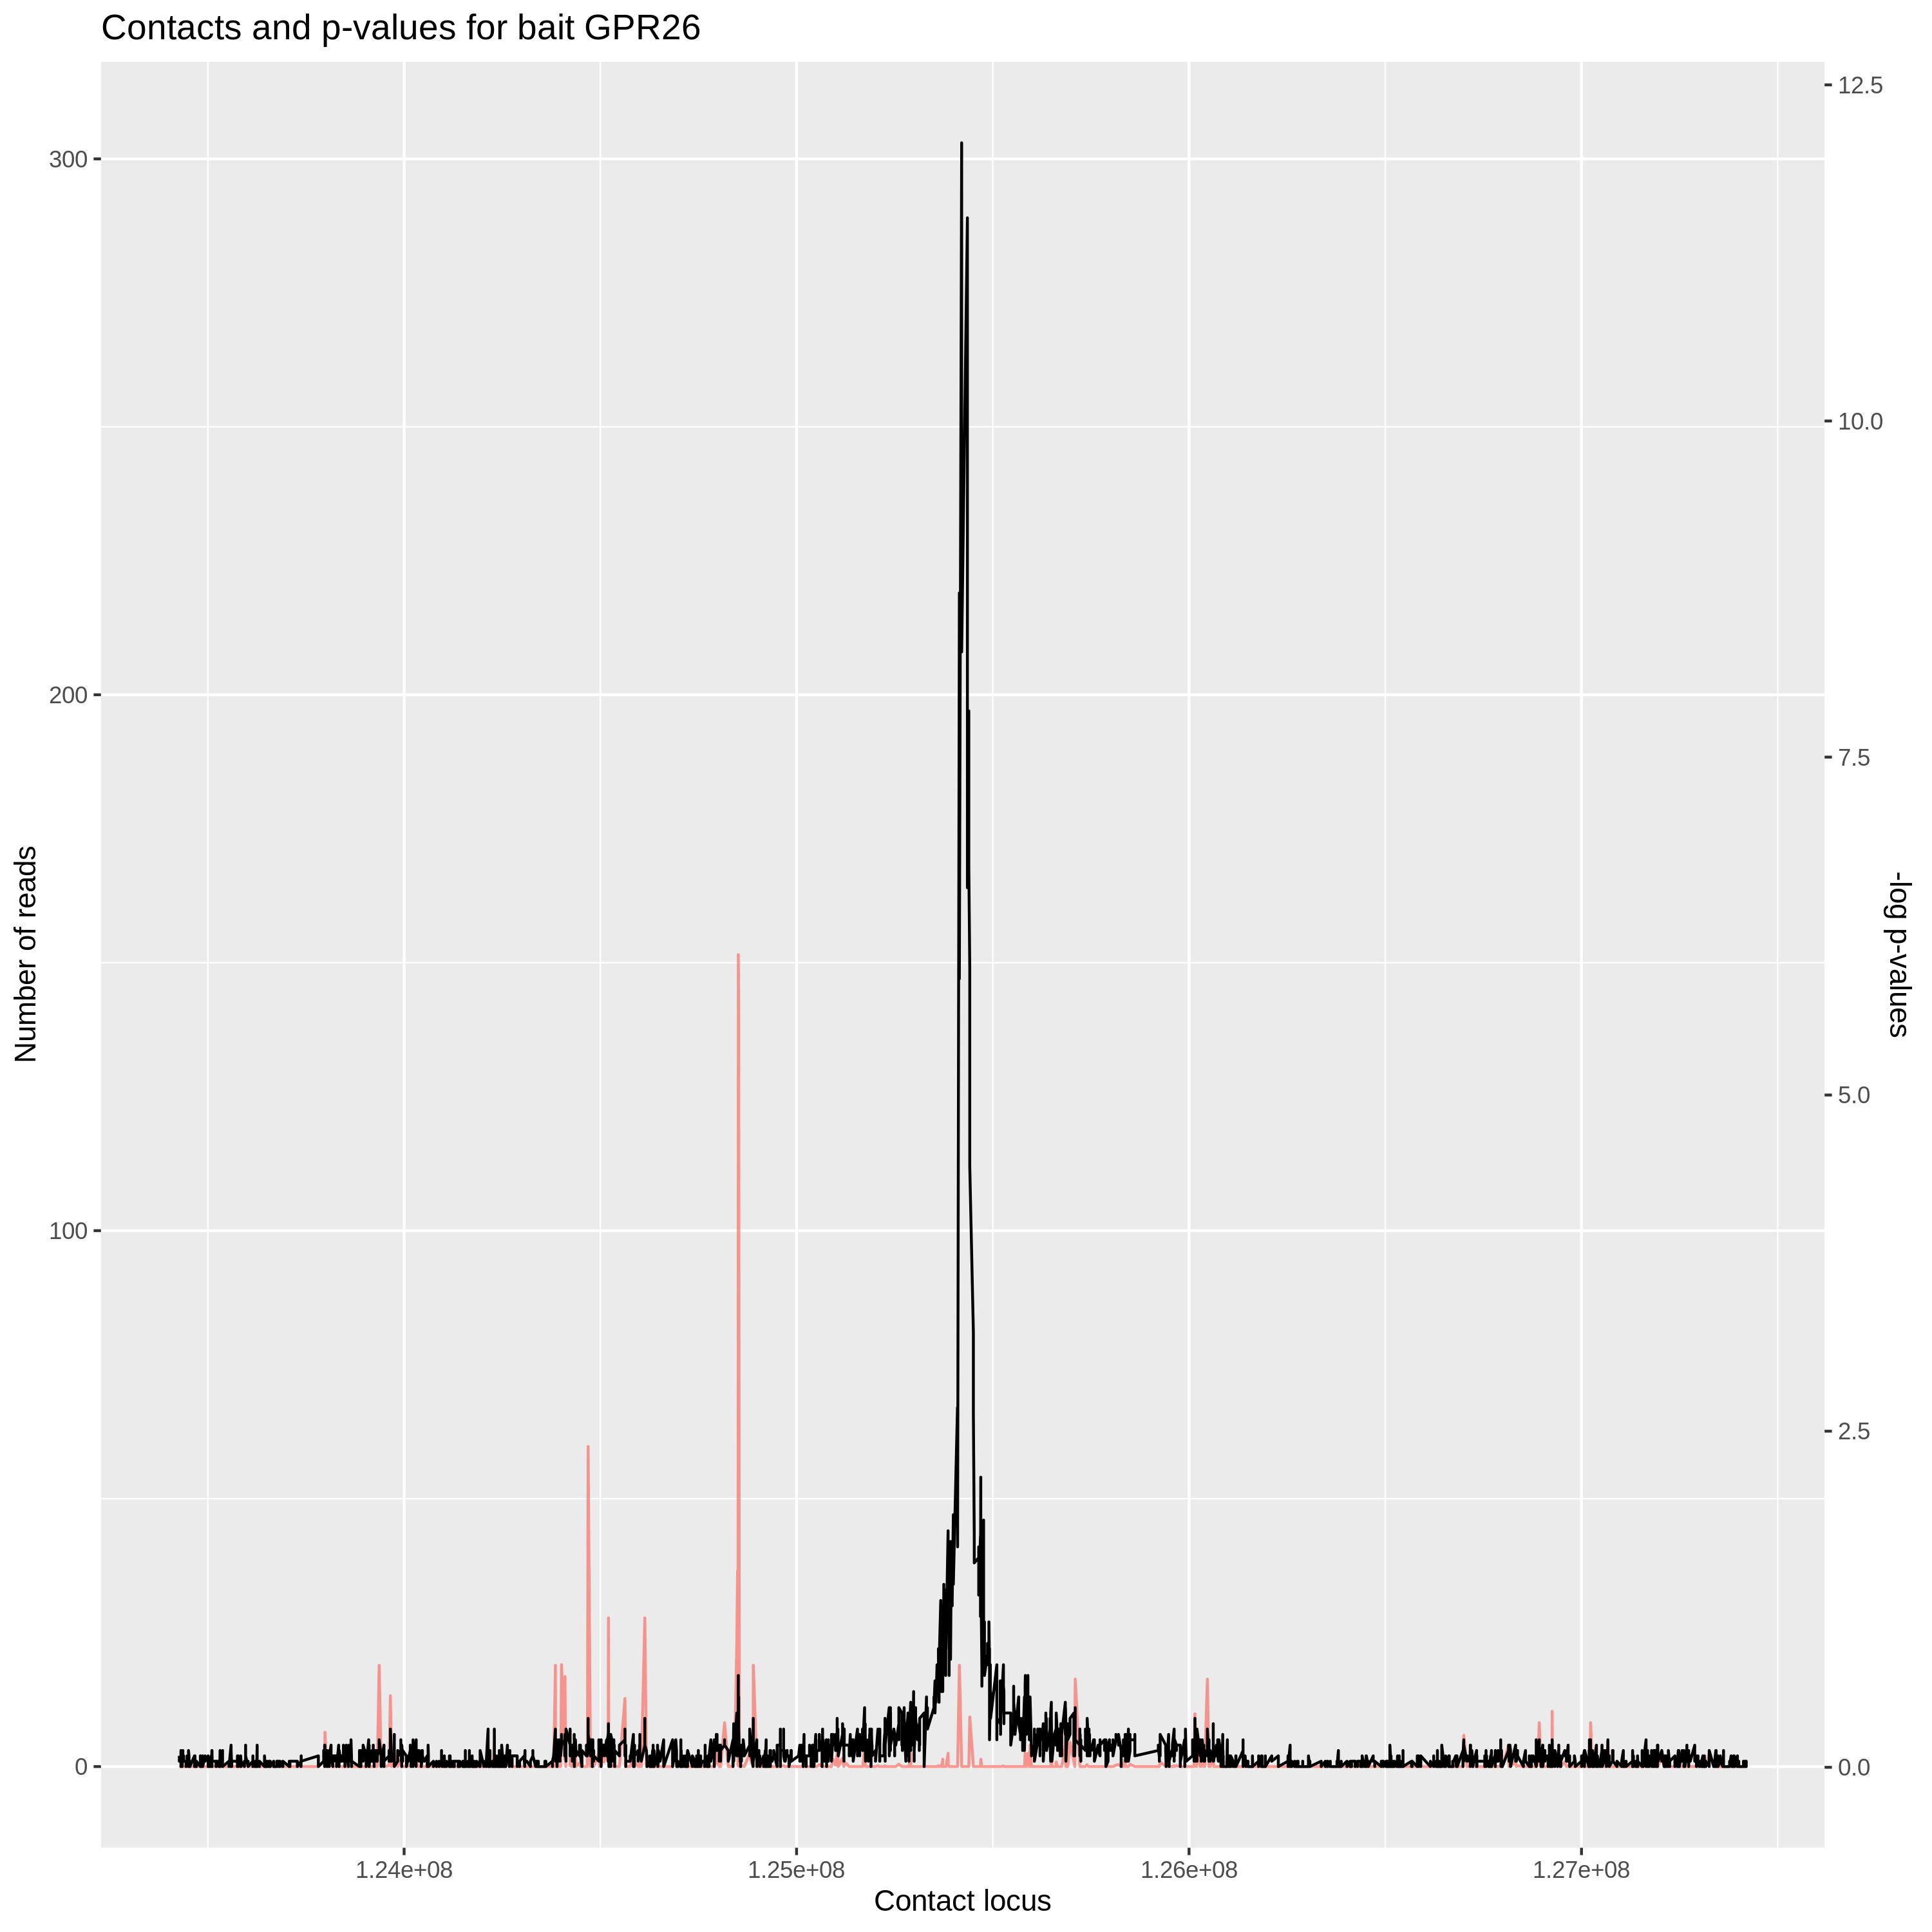 Contacts and p-values for bait GPR26
12.5
300
10.0
200
7.5
Number of reads
-log p-values
5.0
100
2.5
0
0.0
1.24e+08
1.25e+08
1.26e+08
1.27e+08
Contact locus